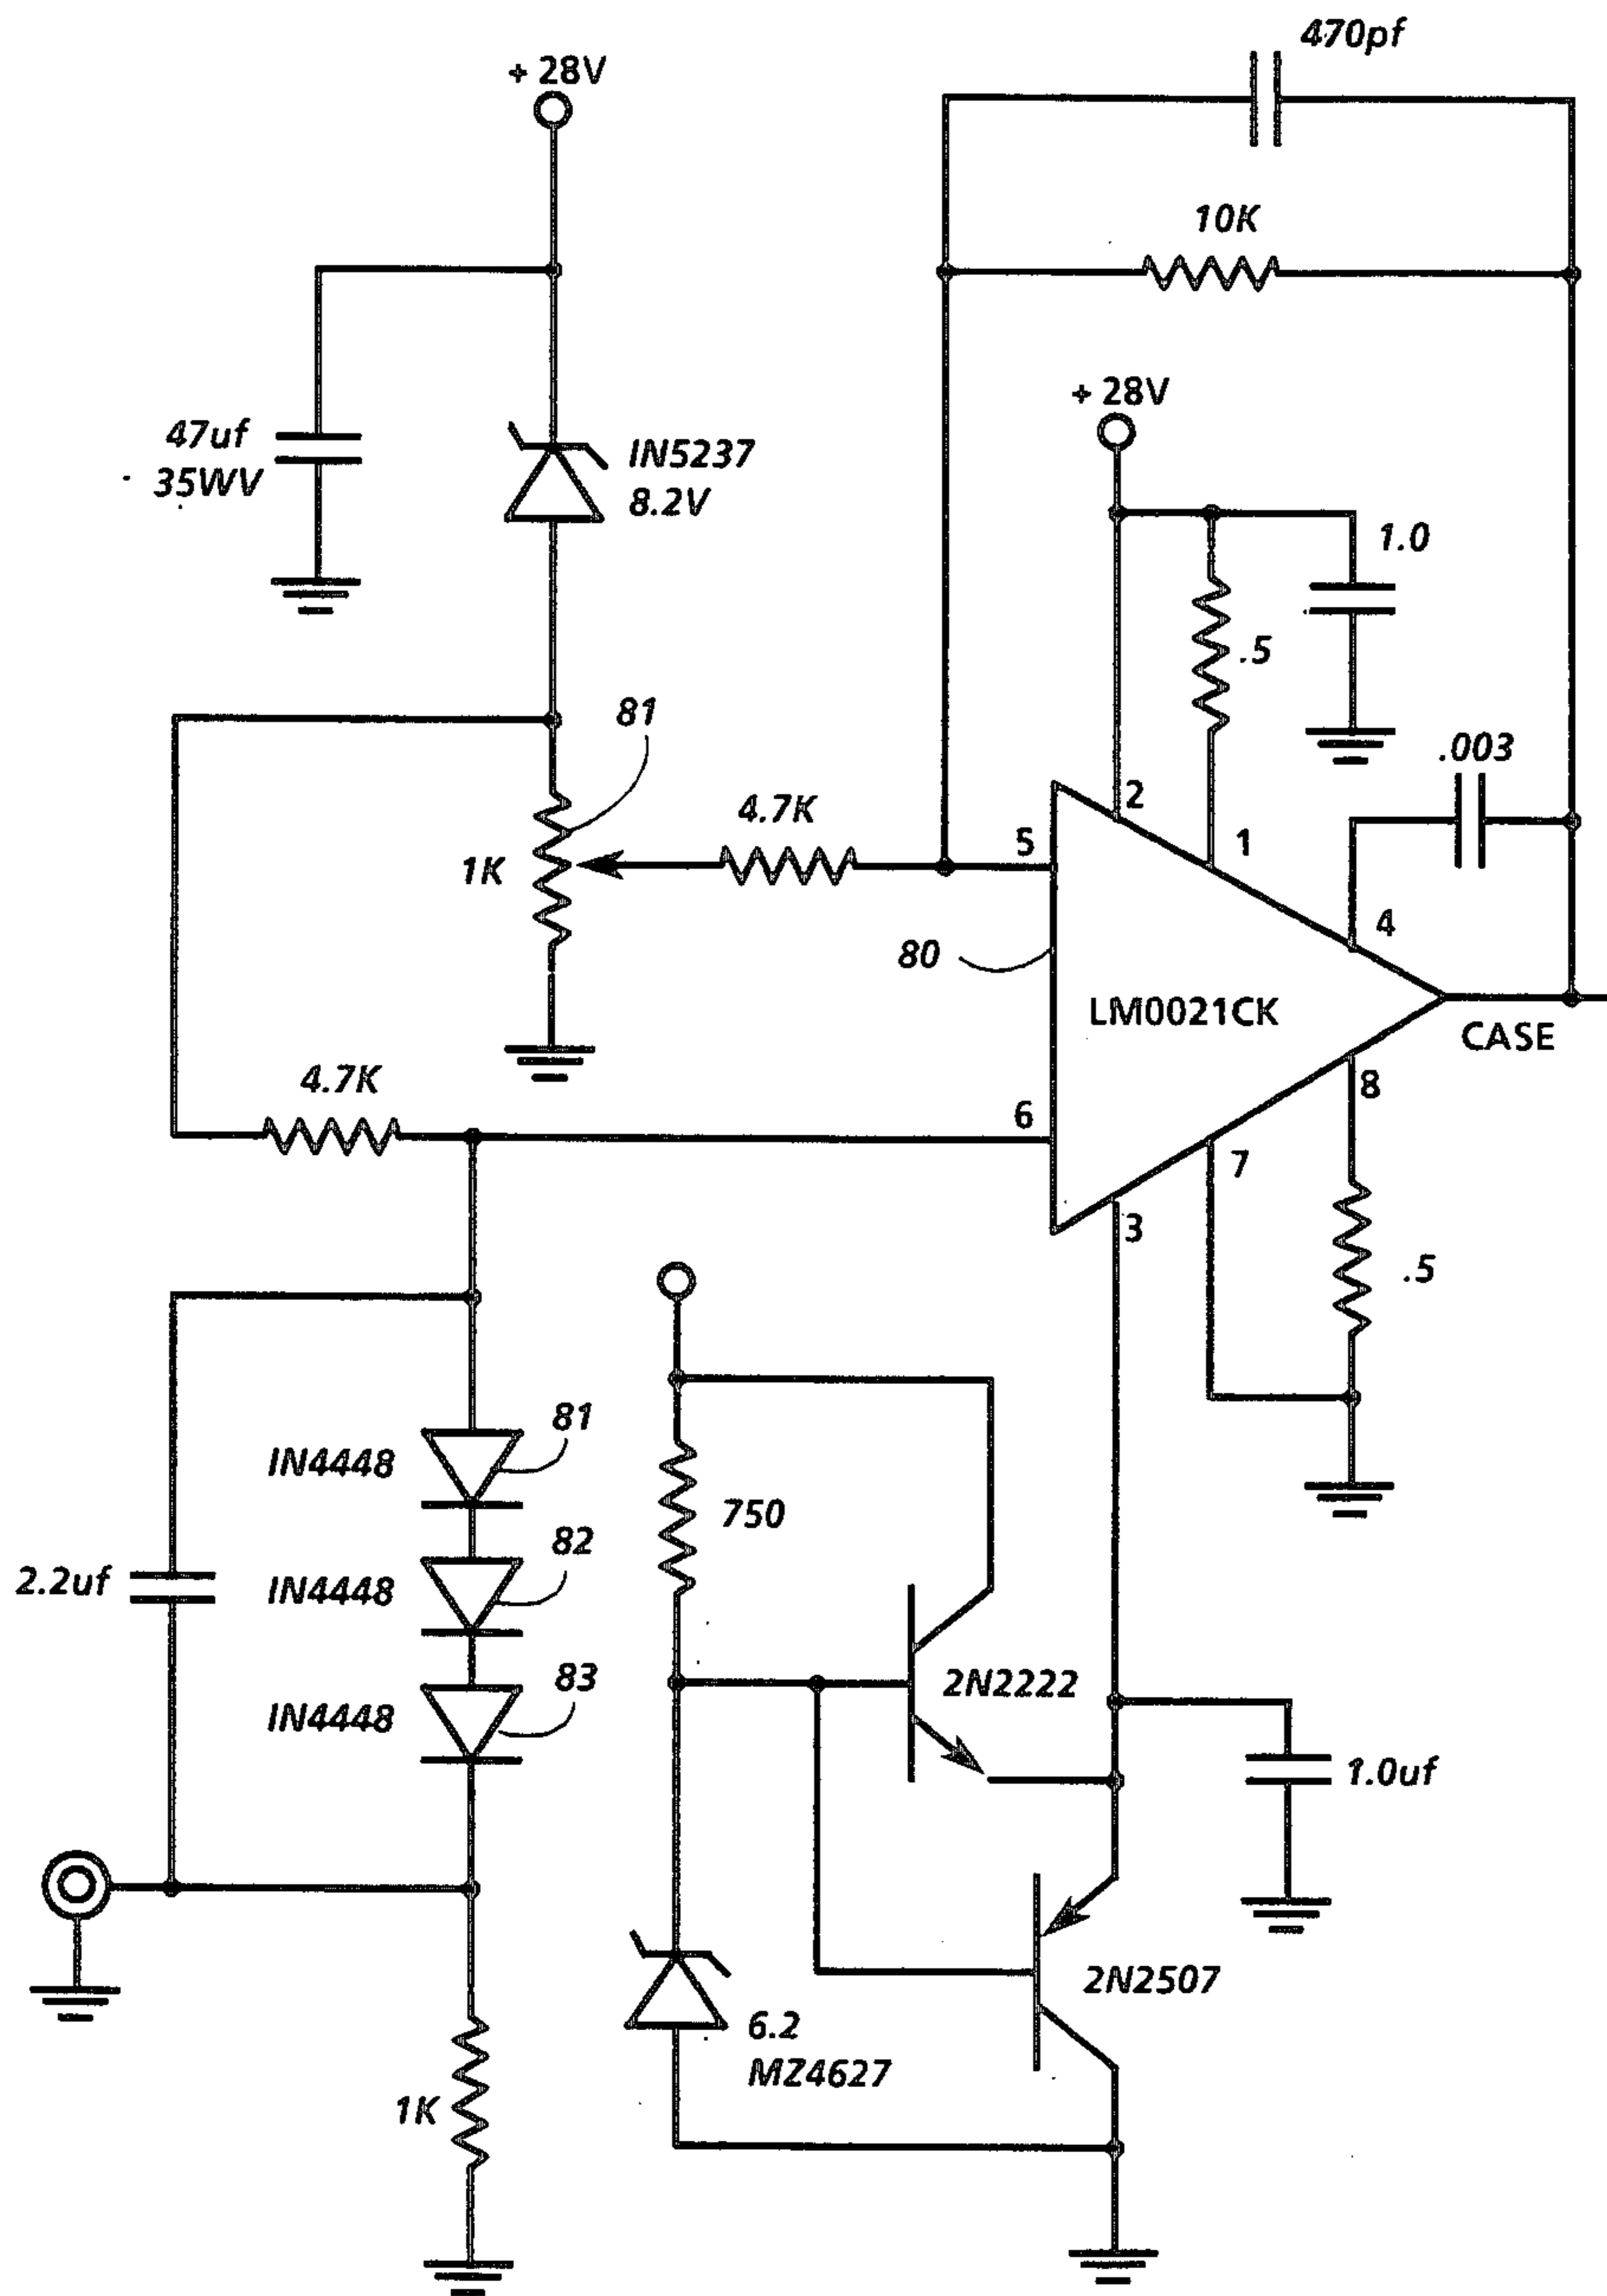 470pf
+ 28V
10K
+ 28V
47uf
35WV
IN5237
8.2V
1.0
.5
81
.003
4.7K
2
5
1
1K
4
80
LM0021CK
CASE
4.7K
8
6
7
3
.5
81
IN4448
750
82
2.2uf
IN4448
83
2N2222
IN4448
1.0uf
2N2507
6.2
MZ4627
1K